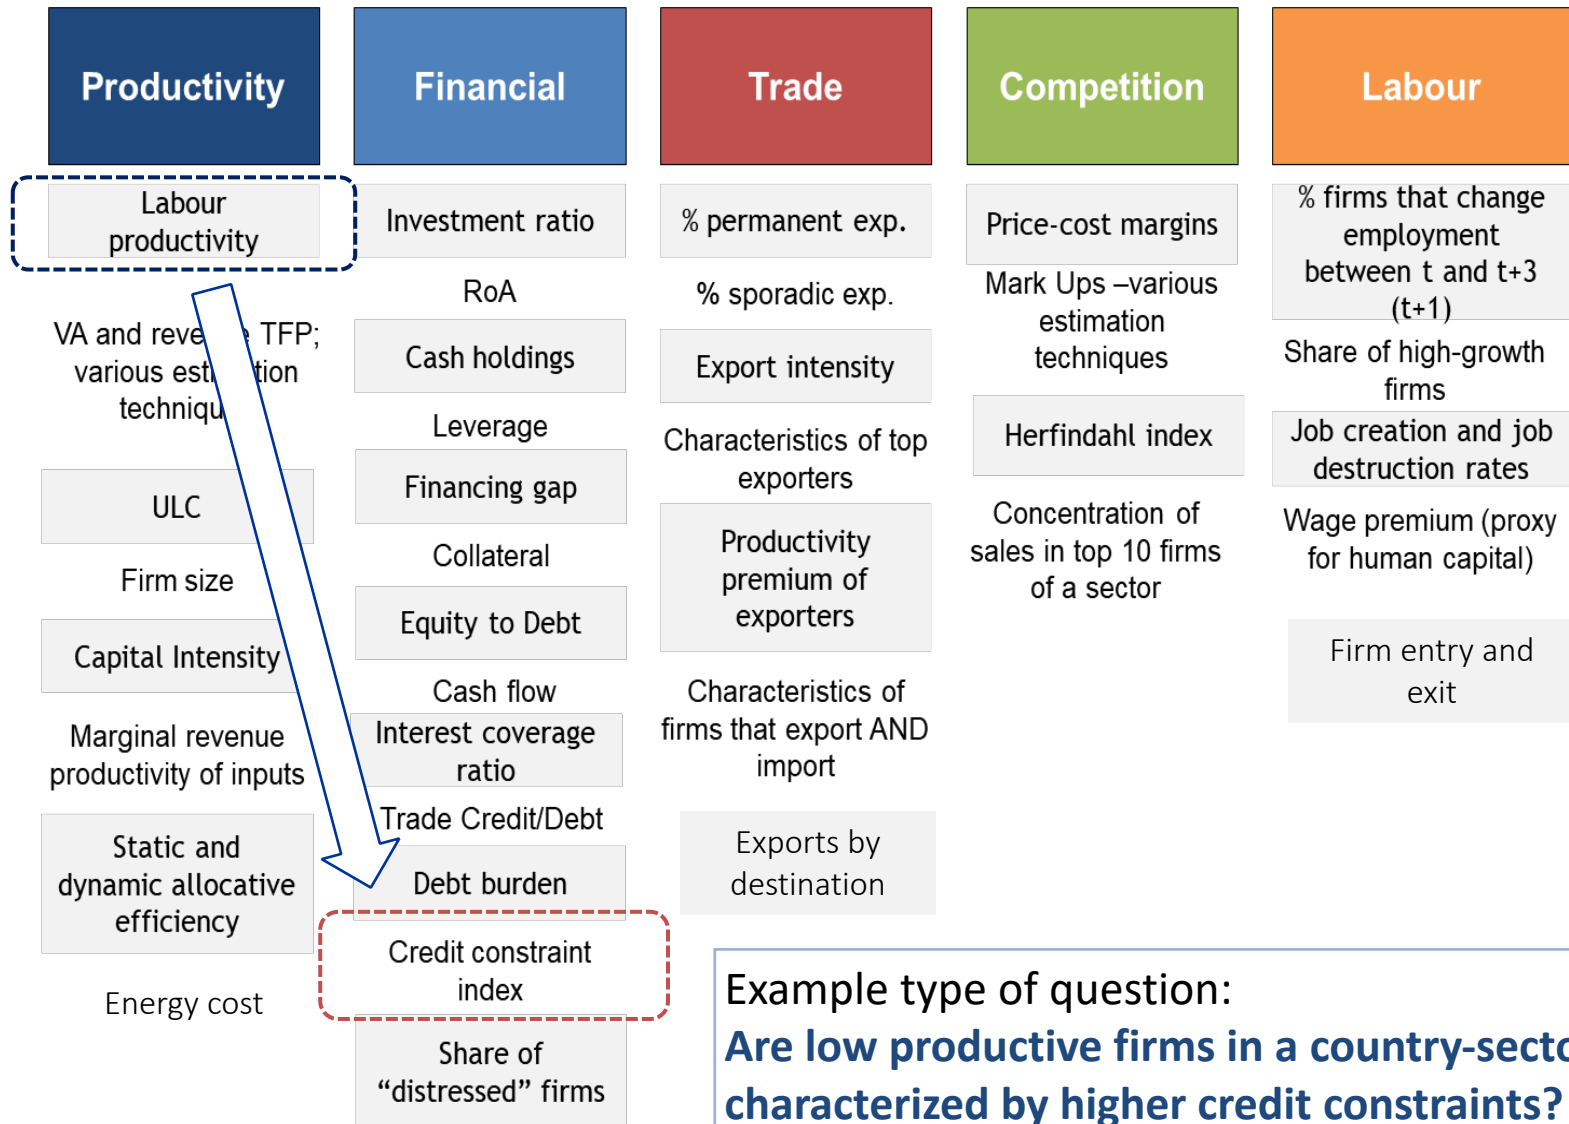 Productivity
Financial
Trade
Competition
Labour
Labour
productivity
VA and reve TFP;
various est tion
techniqu
ULC
Firm size
Capital Intensity
Marginal revenue
productivity of inputs
Static and
dynamic allocative
efficiency
Energy cost
Investment ratio
RoA
Cash holdings
Leverage
Financing gap
Collateral
Equity to Debt
Cash flow
Interest coverage
ratio
Trade Credit/Debt
Debt burden
Credit constraint
index
Share of
“distressed” firms
% permanent exp.
% sporadic exp.
Export intensity
Characteristics of top
exporters
Productivity
premium of
exporters
Characteristics of
firms that export AND
import
Exports by
destination
Price-cost margins
Mark Ups –various
estimation
techniques
Herfindahl index
Concentration of
sales in top 10 firms
of a sector
% firms that change
employment
between t and t+3
(t+1)
Share of high-growth
firms
Job creation and job
destruction rates
Wage premium (proxy
for human capital)
Firm entry and
exit
Example type of question:
Are low productive firms in a country-secto
characterized by higher credit constraints?